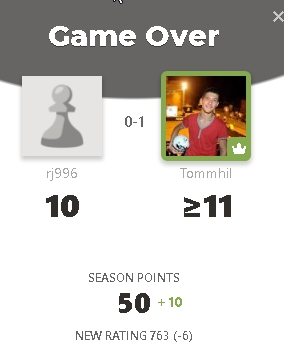 Game Over
0-1
rj996 Tommhil
10 ≥11
SEASON POINTS
50 +10
NEW RATING 763 (-6)